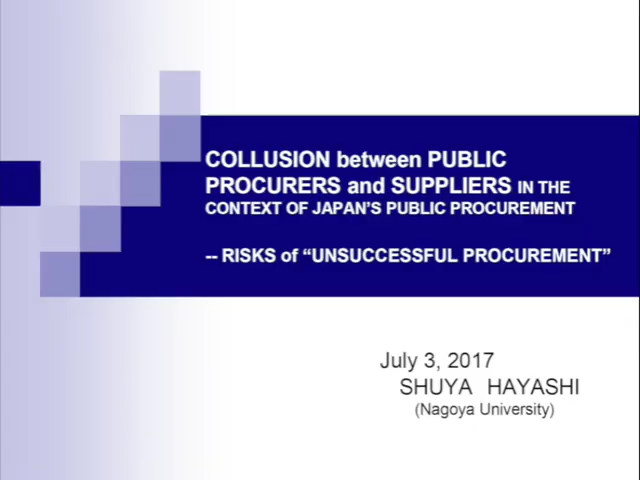 COLLUSION between PUBLIC
PROCURERS and SUPPLIERS IN THE
CONTEXT OF JAPAN'S PUBLIC PROCUREMENT
-- RISKS of “UNSUCCESSFUL PROCUREMENT”
July 3, 2017
SHUYA HAYASHI
(Nagoya University)